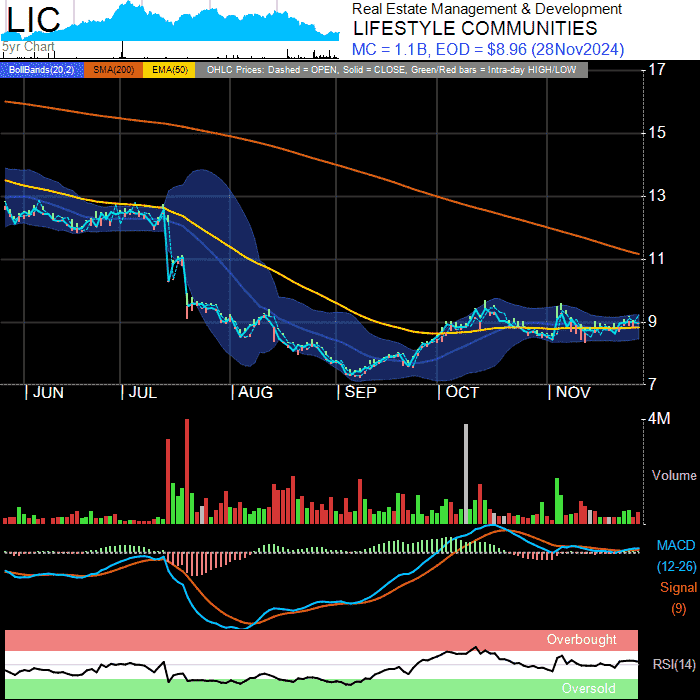 LIC
5yr Chart
Real Estate Management & Development
LIFESTYLE COMMUNITIES
MC = 1.1B, EOD = $8.96 (28Nov2024)
BollBands(20,2) SMA(200) EMA(50) OHLC Prices: Dashed = OPEN, Solid = CLOSE, Green/Red bars = Intra-day HIGH/LOW
17
15
13
11
9
7
JUN JUL AUG SEP OCT NOV
4M
Volume
MACD
(12-26)
Signal
(9)
Overbought
RSI(14)
Oversold